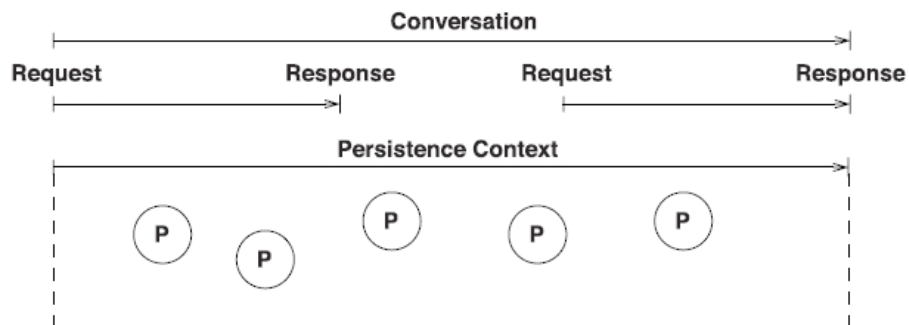 Conversation
Request Response Request Response
Persistence Context
P P P P P